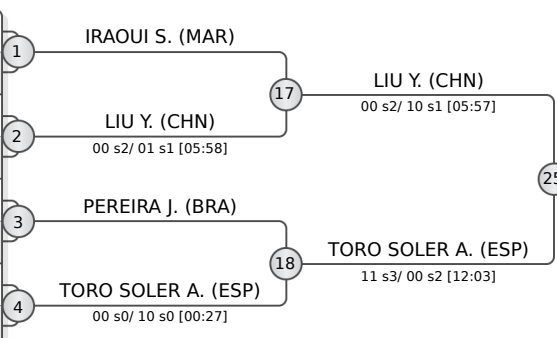 IRAOUI S. (MAR)
1
17
LIU Y. (CHN)
00 s2/ 10 s1 [05:57]
LIU Y. (CHN)
2
00 s2/ 01 s1 [05:58]
25
PEREIRA J. (BRA)
3
18
TORO SOLER A. (ESP)
11 s3/ 00 s2 [12:03]
TORO SOLER A. (ESP)
4
00 s0/ 10 s0 [00:27]